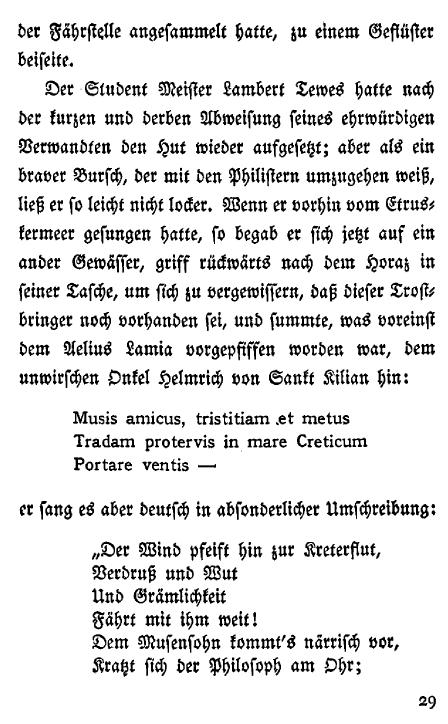 der Fährstelle angesammelt hatte, zu einem Geflüster
beiseite.
Der Student Meister Lambert Tewes hatte nach
der kurzen und derben Abweisung seines ehrwürdigen
Verwandten den Hut wieder aufgesetzt; aber als ein
braver Bursch, der mit den Philistern umzugehen weiß,
ließ er so leicht nicht locker. Wenn er vorhin vom Etrus-
kermeer gesungen hatte, so begab er sich jetzt auf ein
ander Gewässer, griff rückwärts nach dem Horaz in
seiner Tasche, um sich zu vergewissern, daß dieser Trost-
bringer noch vorhanden sei, und summte, was voreinst
dem Aelius Lamia vorgepfiffen worden war, dem
unwirschen Onkel Helmrich von Sankt Kilian hin:
Musis amicus, tristitiam et metus
Tradam protervis in mare Creticum
Portare ventis —
er sang es aber deutsch in absonderlicher Umschreibung:
„Der Wind pfeift hin zur Kreterflut,
Verdruß und Wut
Und Grämlichkeit
Fährt mit ihm weit!
Dem Musensohn kommt's närrisch vor,
Kratzt sich der Philosoph am Ohr;
29